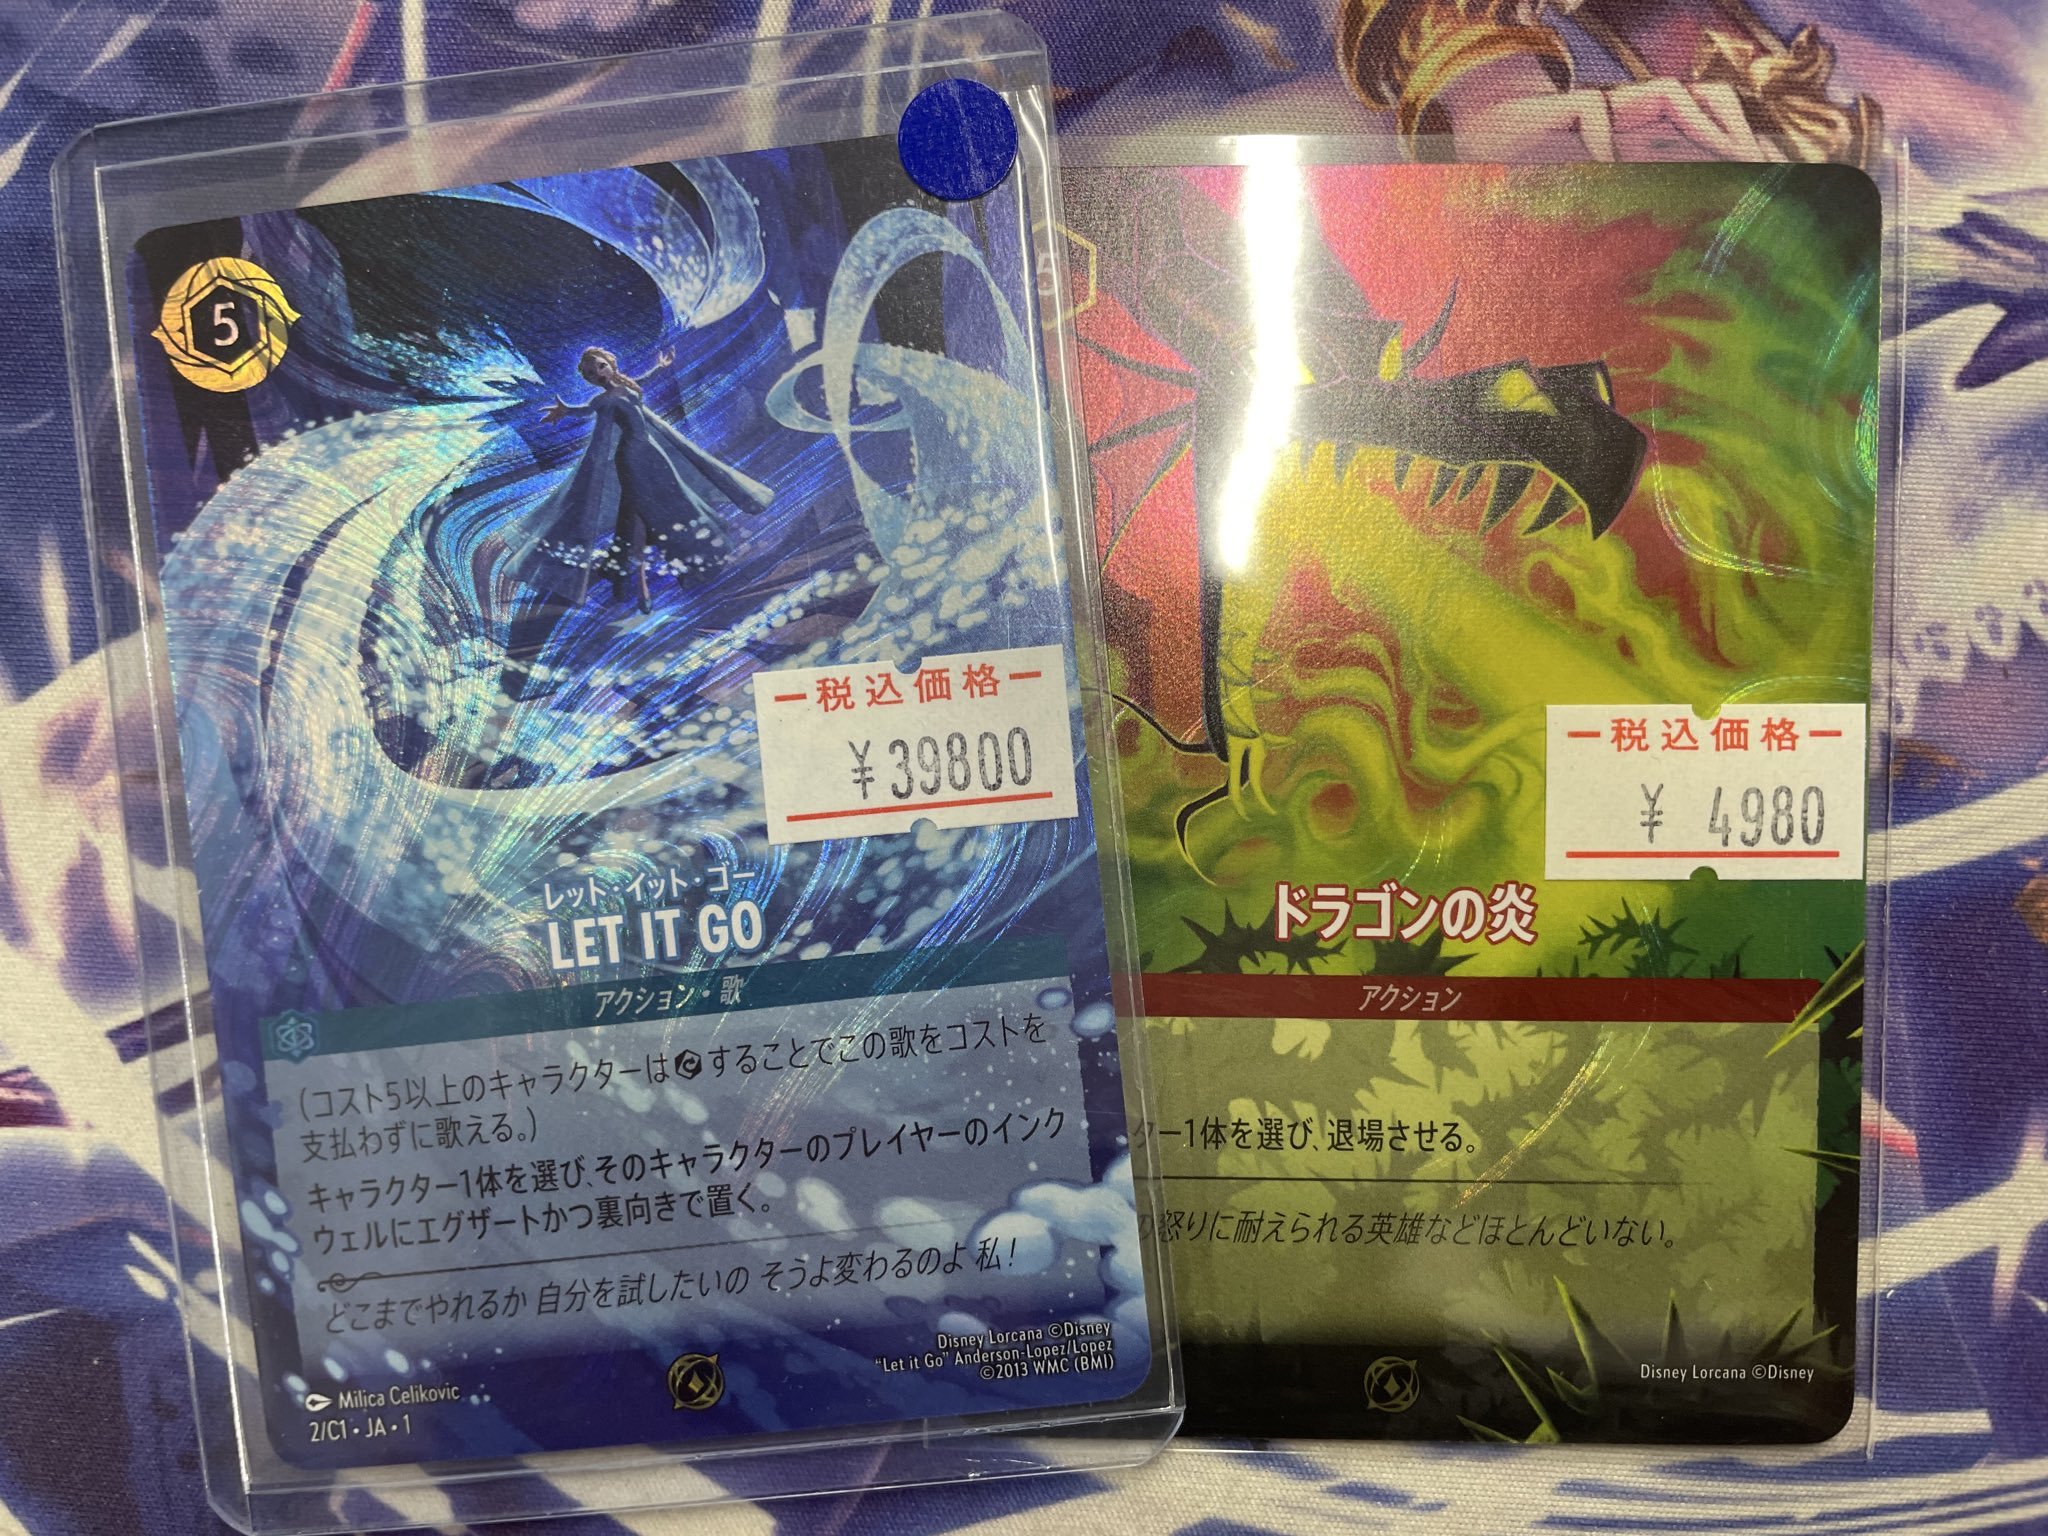 5
税込価格
¥39800
レット・イット・ゴー
LET IT GO
アクション・歌
(コスト5以上のキャラクターは することでこの歌をコストを
支払わずに歌える。)
キャラクター1体を選び、そのキャラクターのプレイヤーのインク
ウェルにエグザートかつ裏向きで置く。
どこまでやれるか 自分を試したいの そうよ変わるのよ 私!
Disney Lorcana ©Disney
“Let it Go” Anderson-Lopez/Lopez
©2013 WMC (BMI)
Milica Celikovic
2/C1・JA・1
5
税込価格
¥ 4980
ドラゴンの炎
アクション
ター1体を選び、退場させる。
の怒りに耐えられる英雄などほとんどいない。
Disney Lorcana ©Disney